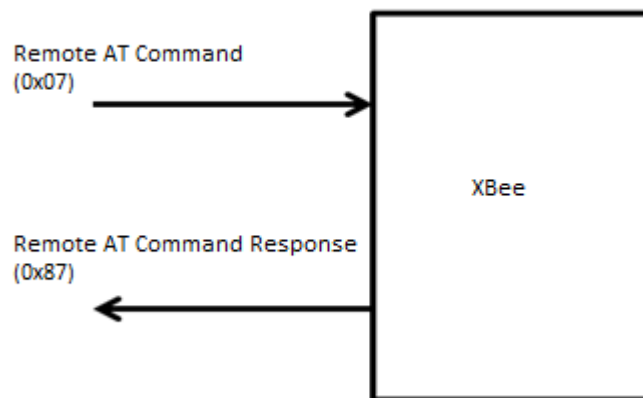 Remote AT Command
(0x07)
XBee
Remote AT Command Response
(0x87)